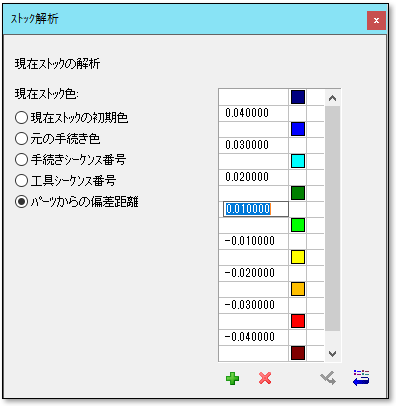 ストック解析
x
現在ストックの解析
現在ストック色:
現在ストックの初期色
元の手続き色
手続きシーケンス番号
工具シーケンス番号
パーツからの偏差距離
0.040000
0.030000
0.020000
0.010000
-0.010000
-0.020000
-0.030000
-0.040000